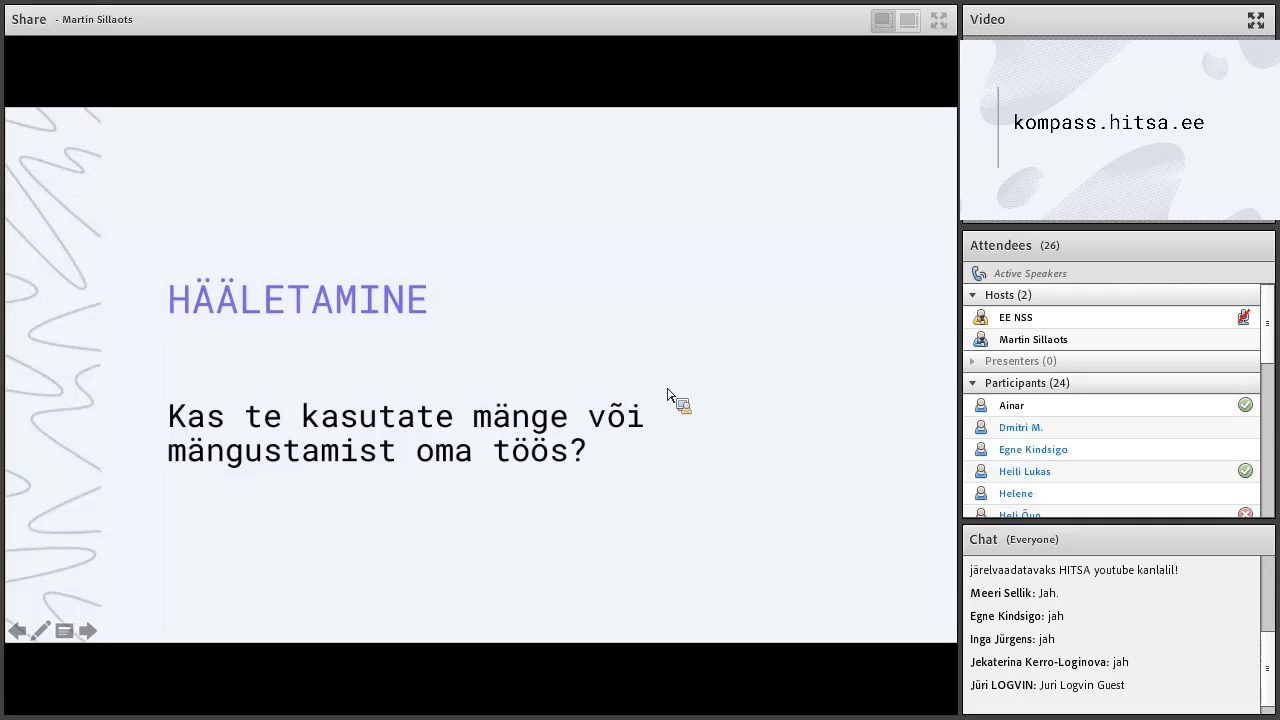 Share - Martin Sillaots
HÄÄLETAMINE
Kas te kasutate mänge või
mängustamist oma töös?
Video
kompass.hitsa.ee
Attendees (26)
Active Speakers
Hosts (2)
EE NSS
Martin Sillaots
Presenters (0)
Participants (24)
Ainar
Dmitri M.
Egne Kindsigo
Heili Lukas
Helene
Heli Õun
Chat (Everyone)
järelvaadatavaks HITSA youtube kanlalil!
Meeri Sellik: Jah.
Egne Kindsigo: jah
Inga Jürgens: jah
Jekaterina Kerro-Loginova: jah
Jüri LOGVIN: Juri Logvin Guest